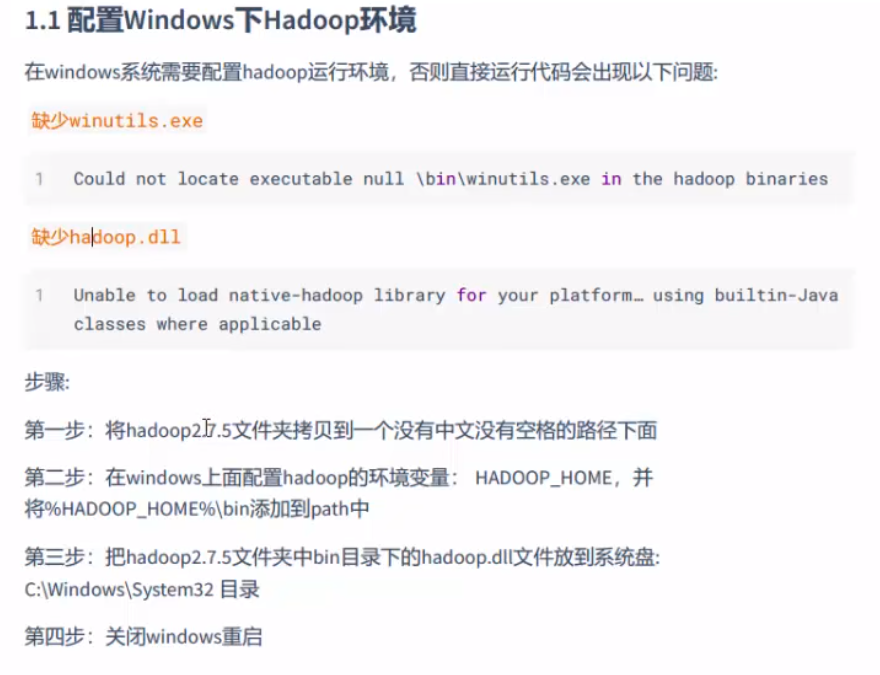 1.1 配置Windows下Hadoop环境
在windows系统需要配置hadoop运行环境，否则直接运行代码会出现以下问题:
缺少winutils.exe
1 Could not locate executable null \bin\winutils.exe in the hadoop binaries
缺少hadoop.dll
1 Unable to load native-hadoop library for your platform… using builtin-Java
classes where applicable
步骤:
第一步：将hadoop2.7.5文件夹拷贝到一个没有中文没有空格的路径下面
第二步：在windows上面配置hadoop的环境变量： HADOOP_HOME，并
将%HADOOP_HOME%\bin添加到path中
第三步：把hadoop2.7.5文件夹中bin目录下的hadoop.dll文件放到系统盘:
C:\Windows\System32 目录
第四步：关闭windows重启